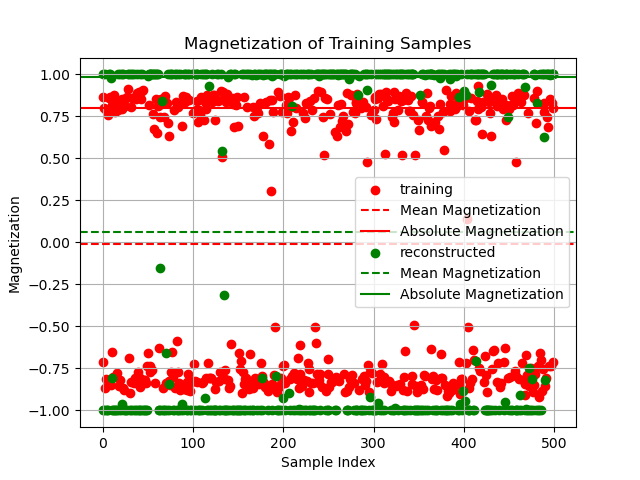 Magnetization of Training Samples
1.00
0.75
0.50
0.25
0.00
−0.25
−0.50
−0.75
−1.00
Magnetization
training
Mean Magnetization
Absolute Magnetization
reconstructed
Mean Magnetization
Absolute Magnetization
0 100 200 300 400 500
Sample Index